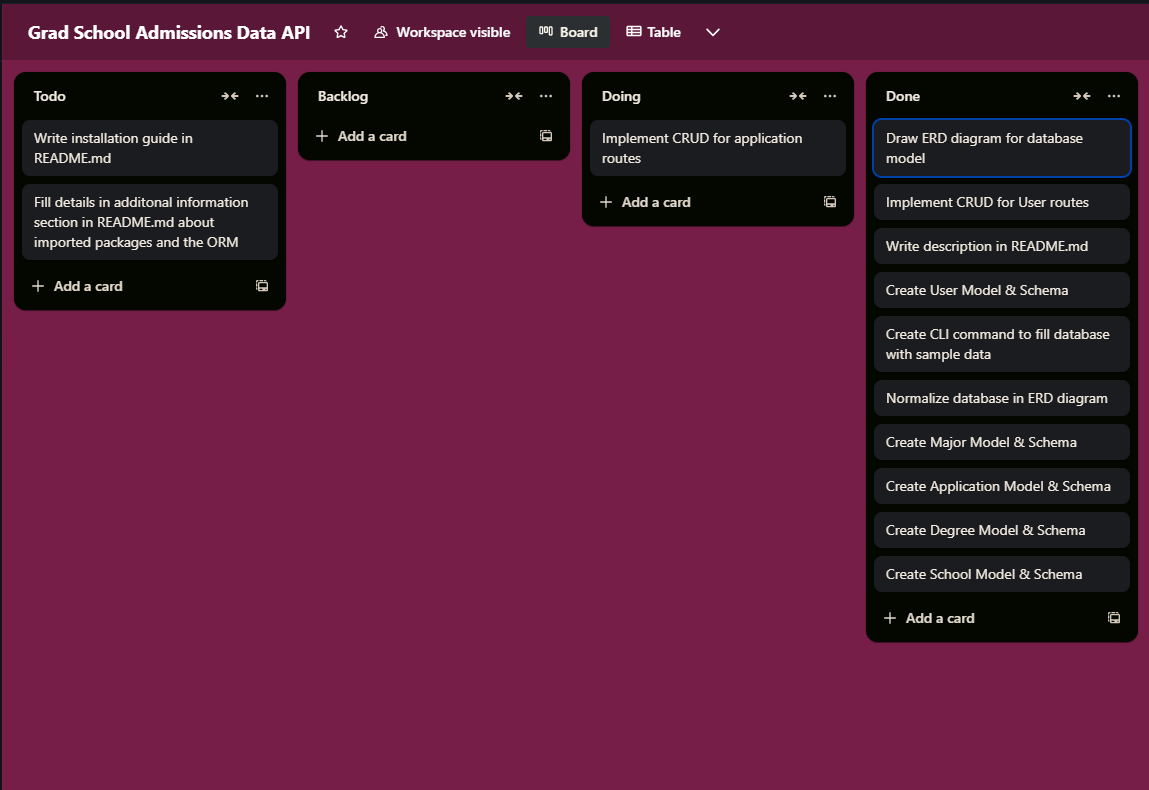 Grad School Admissions Data API
Workspace visible
Board
Table
Todo
Write installation guide in
README.md
Fill details in additonal information
section in README.md about
imported packages and the ORM
Add a card
Backlog
Add a card
Doing
Implement CRUD for application
routes
Add a card
Done
Draw ERD diagram for database
model
Implement CRUD for User routes
Write description in README.md
Create User Model & Schema
Create CLI command to fill database
with sample data
Normalize database in ERD diagram
Create Major Model & Schema
Create Application Model & Schema
Create Degree Model & Schema
Create School Model & Schema
Add a card